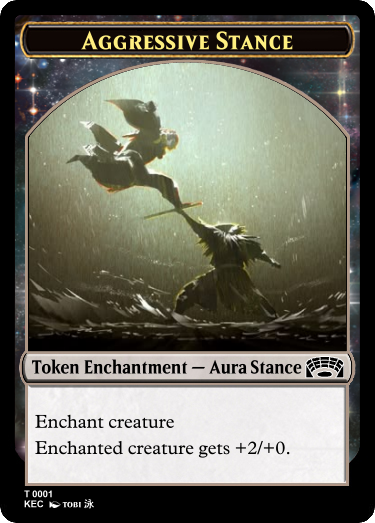 Aggressive Stance
Token Enchantment — Aura Stance
Enchant creature
Enchanted creature gets +2/+0.
T 0001
KEC TOBI 泳